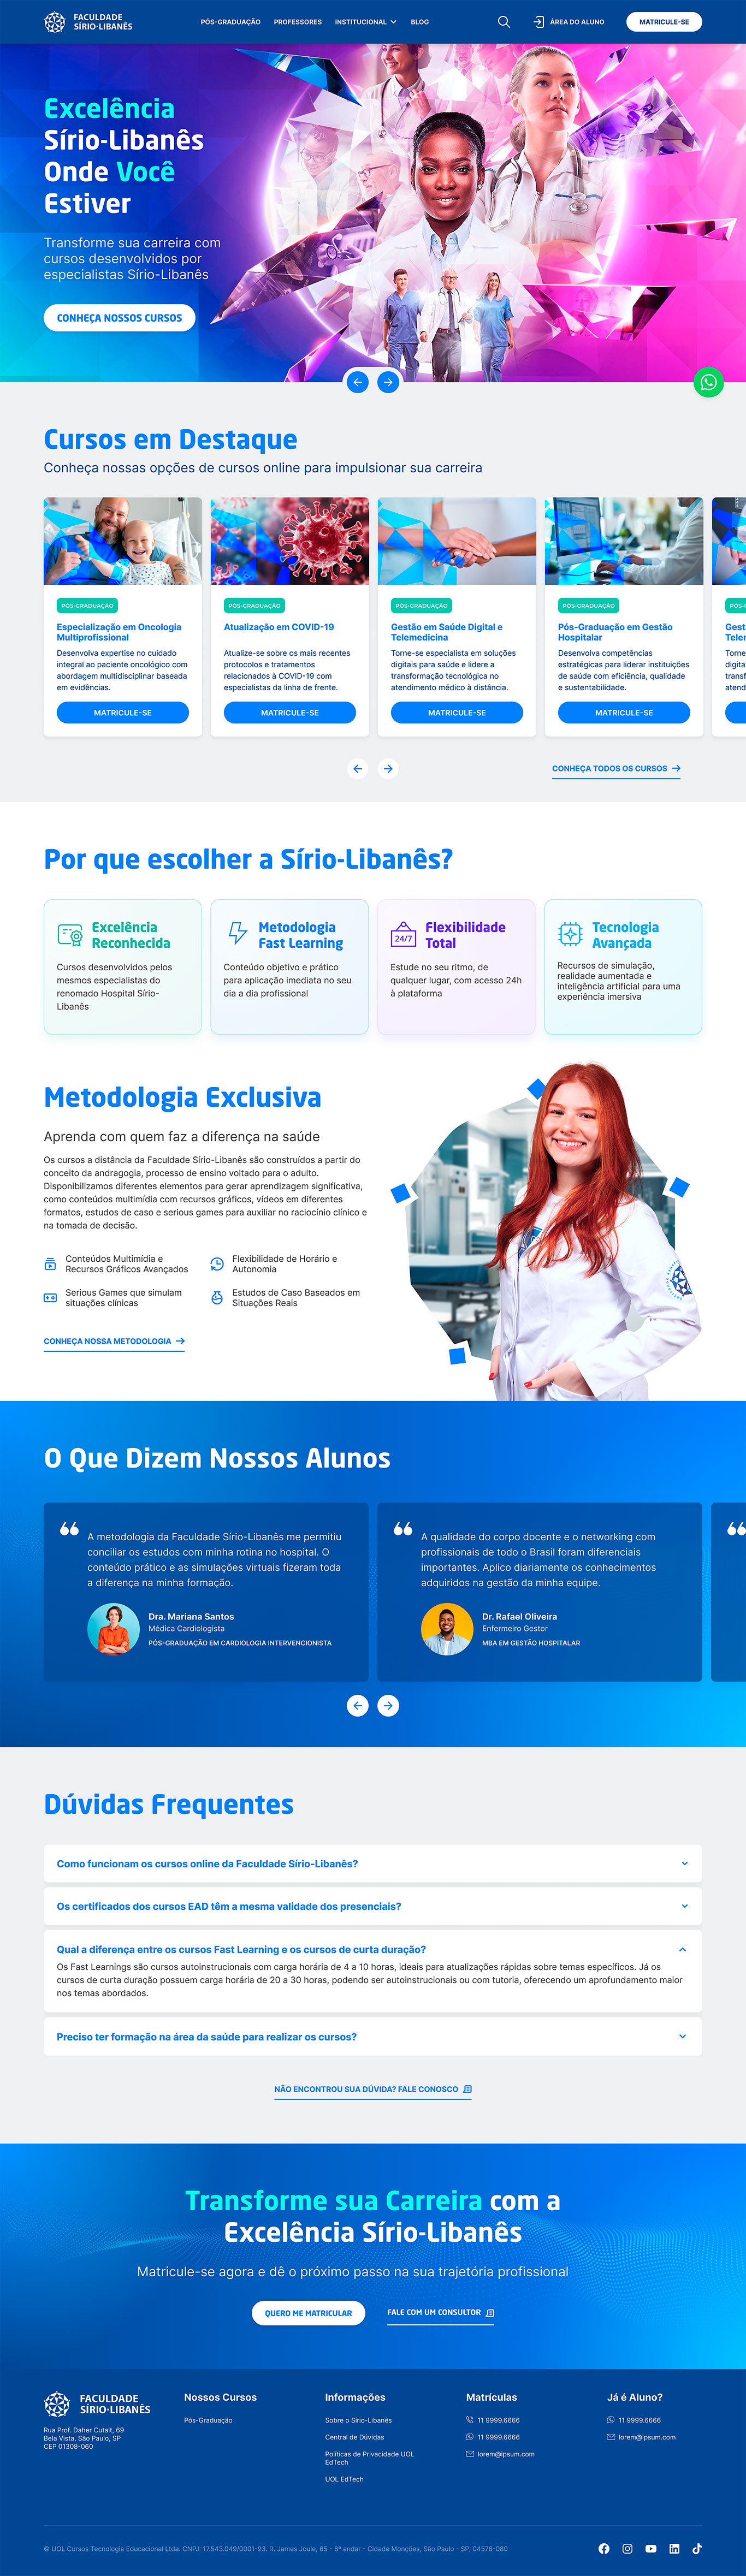 FACULDADE
SÍRIO-LIBANÊS
PÓS-GRADUAÇÃO
PROFESSORES
INSTITUCIONAL
BLOG
ÁREA DO ALUNO
MATRICULE-SE
Excelência
Sírio-Libanês
Onde Você
Estiver
Transforme sua carreira com
cursos desenvolvidos por
especialistas Sírio-Libanês
CONHEÇA NOSSOS CURSOS
Cursos em Destaque
Conheça nossas opções de cursos online para impulsionar sua carreira
PÓS-GRADUAÇÃO
Especialização em Oncologia
Multiprofissional
Desenvolva expertise no cuidado
integral ao paciente oncológico com
abordagem multidisciplinar baseada
em evidências.
MATRICULE-SE
PÓS-GRADUAÇÃO
Atualização em COVID-19
Atualize-se sobre os mais recentes
protocolos e tratamentos
relacionados à COVID-19 com
especialistas da linha de frente.
MATRICULE-SE
PÓS-GRADUAÇÃO
Gestão em Saúde Digital e
Telemedicina
Torne-se especialista em soluções
digitais para saúde e lidere a
transformação tecnológica no
atendimento médico à distância.
MATRICULE-SE
PÓS-GRADUAÇÃO
Pós-Graduação em Gestão
Hospitalar
Desenvolva competências
estratégicas para liderar instituições
de saúde com eficiência, qualidade
e sustentabilidade.
MATRICULE-SE
PÓS-
Gest
Teler
Torne
digita
transf
atend
CONHEÇA TODOS OS CURSOS
Por que escolher a Sírio-Libanês?
Excelência
Reconhecida
Cursos desenvolvidos pelos
mesmos especialistas do
renomado Hospital Sírio-
Libanês
Metodologia
Fast Learning
Conteúdo objetivo e prático
para aplicação imediata no seu
dia a dia profissional
24/7
Flexibilidade
Total
Estude no seu ritmo, de
qualquer lugar, com acesso 24h
à plataforma
Tecnologia
Avançada
Recursos de simulação,
realidade aumentada e
inteligência artificial para uma
experiência imersiva
Metodologia Exclusiva
Aprenda com quem faz a diferença na saúde
Os cursos a distância da Faculdade Sírio-Libanês são construídos a partir do
conceito da andragogia, processo de ensino voltado para o adulto.
Disponibilizamos diferentes elementos para gerar aprendizagem significativa,
como conteúdos multimídia com recursos gráficos, vídeos em diferentes
formatos, estudos de caso e serious games para auxiliar no raciocínio clínico e
na tomada de decisão.
Conteúdos Multimídia e
Recursos Gráficos Avançados
Flexibilidade de Horário e
Autonomia
Serious Games que simulam
situações clínicas
Estudos de Caso Baseados em
Situações Reais
CONHEÇA NOSSA METODOLOGIA
O Que Dizem Nossos Alunos
A metodologia da Faculdade Sírio-Libanês me permitiu
conciliar os estudos com minha rotina no hospital. O
conteúdo prático e as simulações virtuais fizeram toda
a diferença na minha formação.
Dra. Mariana Santos
Médica Cardiologista
PÓS-GRADUAÇÃO EM CARDIOLOGIA INTERVENCIONISTA
A qualidade do corpo docente e o networking com
profissionais de todo o Brasil foram diferenciais
importantes. Aplico diariamente os conhecimentos
adquiridos na gestão da minha equipe.
Dr. Rafael Oliveira
Enfermeiro Gestor
MBA EM GESTÃO HOSPITALAR
Dúvidas Frequentes
Como funcionam os cursos online da Faculdade Sírio-Libanês?
Os certificados dos cursos EAD têm a mesma validade dos presenciais?
Qual a diferença entre os cursos Fast Learning e os cursos de curta duração?
Os Fast Learnings são cursos autoinstrucionais com carga horária de 4 a 10 horas, ideais para atualizações rápidas sobre temas específicos. Já os
cursos de curta duração possuem carga horária de 20 a 30 horas, podendo ser autoinstrucionais ou com tutoria, oferecendo um aprofundamento maior
nos temas abordados.
Preciso ter formação na área da saúde para realizar os cursos?
NÃO ENCONTROU SUA DÚVIDA? FALE CONOSCO
Transforme sua Carreira com a
Excelência Sírio-Libanês
Matricule-se agora e dê o próximo passo na sua trajetória profissional
QUERO ME MATRICULAR
FALE COM UM CONSULTOR
FACULDADE
SÍRIO-LIBANÊS
Rua Prof. Daher Cutait, 69
Bela Vista, São Paulo, SP
CEP 01308-060
Nossos Cursos
Pós-Graduação
Informações
Sobre o Sírio-Libanês
Central de Dúvidas
Políticas de Privacidade UOL
EdTech
UOL EdTech
Matrículas
11 9999.6666
11 9999.6666
lorem@ipsum.com
Já é Aluno?
11 9999.6666
lorem@ipsum.com
© UOL Cursos Tecnologia Educacional Ltda. CNPJ: 17.543.049/0001-93. R. James Joule, 65 - 8º andar - Cidade Monções, São Paulo - SP, 04576-080